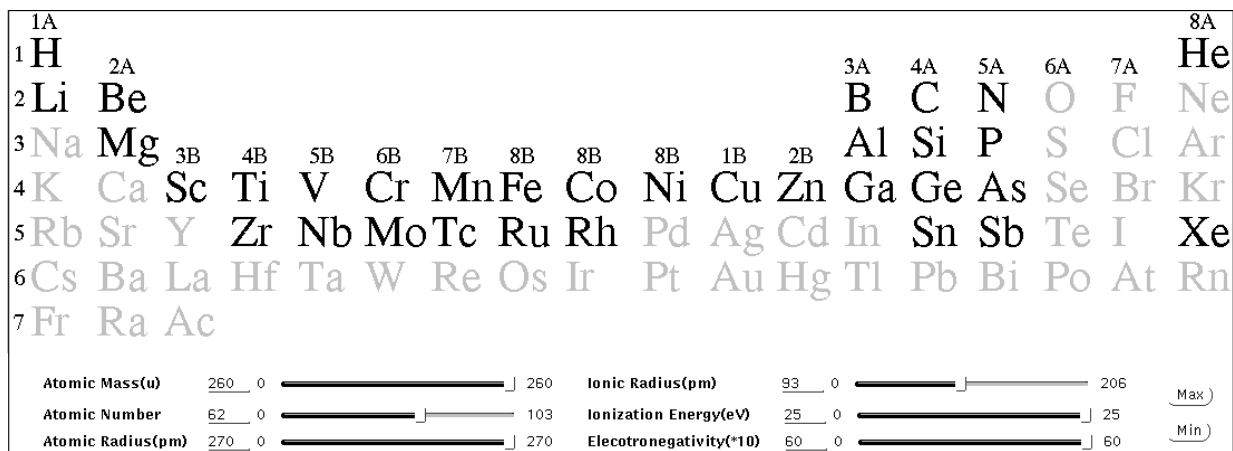 1A 8A
1 H He
2A 3A 4A 5A 6A 7A
2 Li Be B C N O F Ne
3 Na Mg Al Si P S Cl Ar
3B 4B 5B 6B 7B 8B 8B 8B 1B 2B
4 K Ca Sc Ti V Cr Mn Fe Co Ni Cu Zn Ga Ge As Se Br Kr
5 Rb Sr Y Zr Nb Mo Tc Ru Rh Pd Ag Cd In Sn Sb Te I Xe
6 Cs Ba La Hf Ta W Re Os Ir Pt Au Hg Tl Pb Bi Po At Rn
7 Fr Ra Ac
Atomic Mass(u) 260 0 260 Ionic Radius(pm) 93 0 206
Max
Atomic Number 62 0 103 Ionization Energy(eV) 25 0 25
Min
Atomic Radius(pm) 270 0 270 Elecotronegativity(*10) 60 0 60